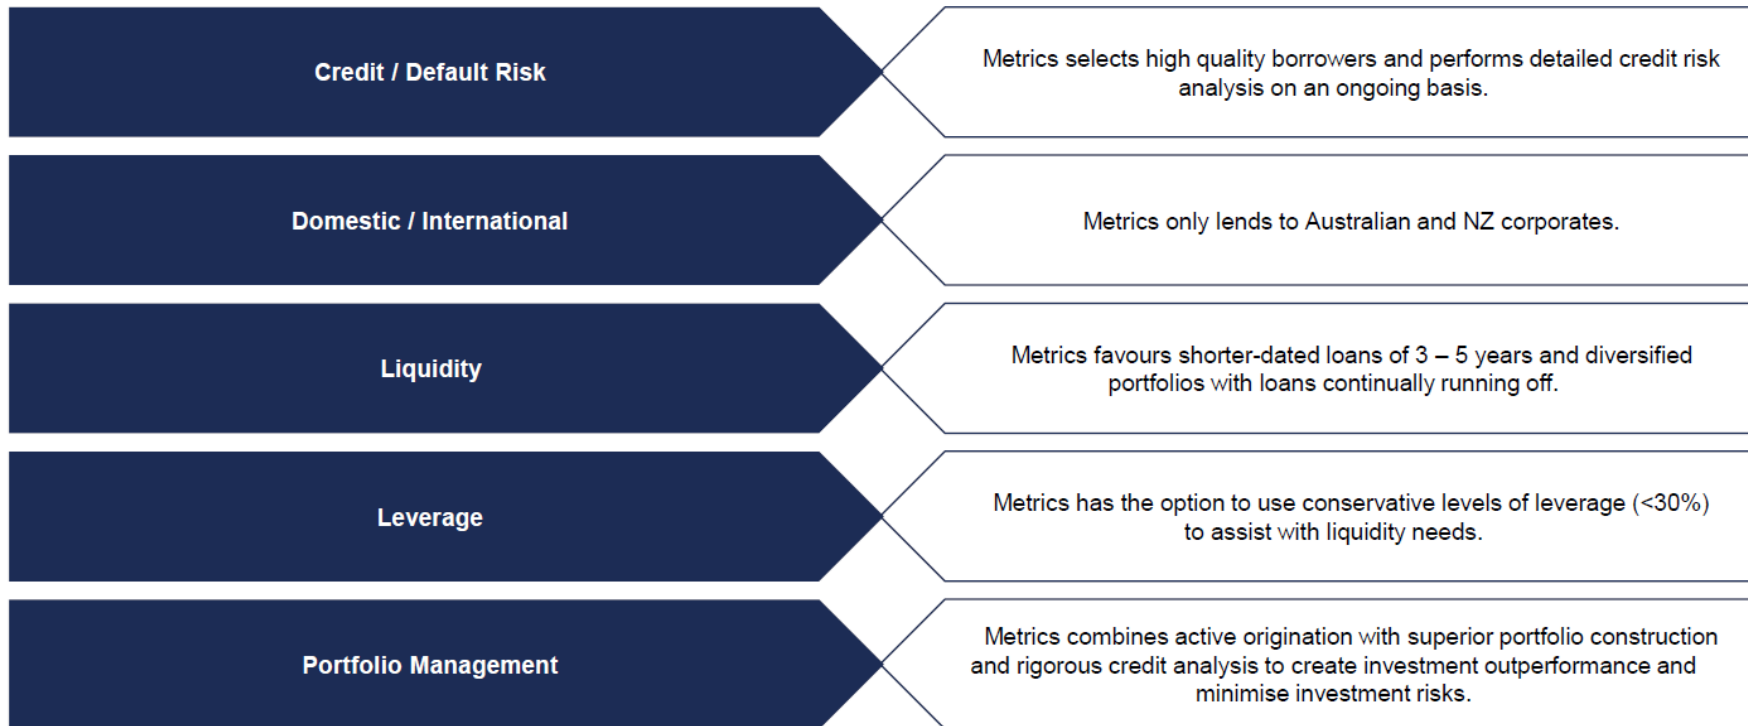 Credit / Default Risk
Metrics selects high quality borrowers and performs detailed credit risk
analysis on an ongoing basis.
Domestic / International
Metrics only lends to Australian and NZ corporates.
Liquidity
Metrics favours shorter-dated loans of 3 – 5 years and diversified
portfolios with loans continually running off.
Leverage
Metrics has the option to use conservative levels of leverage (<30%)
to assist with liquidity needs.
Portfolio Management
Metrics combines active origination with superior portfolio construction
and rigorous credit analysis to create investment outperformance and
minimise investment risks.